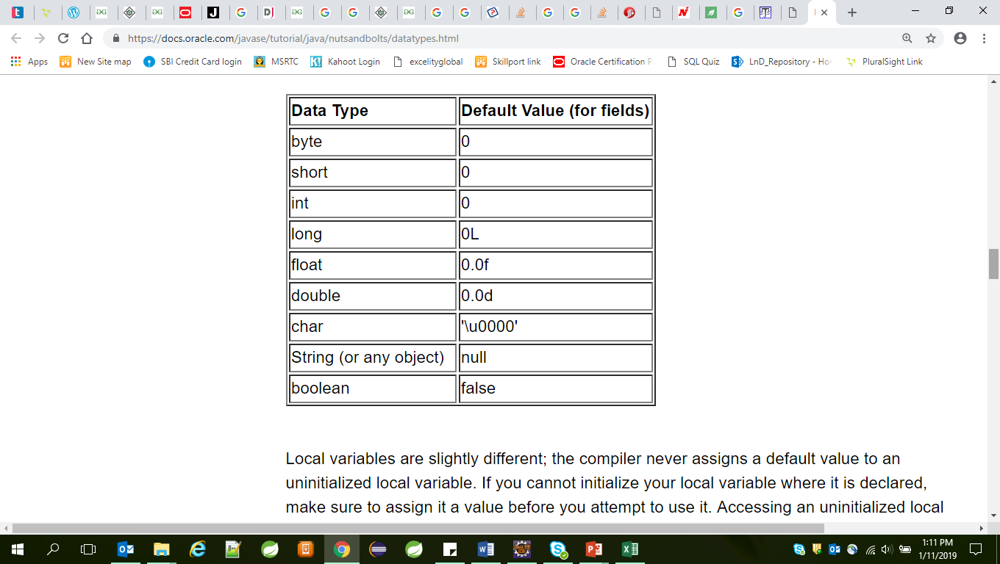 https://docs.oracle.com/javase/tutorial/java/nutsandbolts/datatypes.html
Apps New Site map SBI Credit Card login MSRTC Kahoot Login excelityglobal Skillport link Oracle Certification P SQL Quiz LnD_Repository - Hor PluralSight Link
Data Type Default Value (for fields)
byte 0
short 0
int 0
long 0L
float 0.0f
double 0.0d
char '\u0000'
String (or any object) null
boolean false
Local variables are slightly different; the compiler never assigns a default value to an
uninitialized local variable. If you cannot initialize your local variable where it is declared,
make sure to assign it a value before you attempt to use it. Accessing an uninitialized local
1:11 PM
1/11/2019